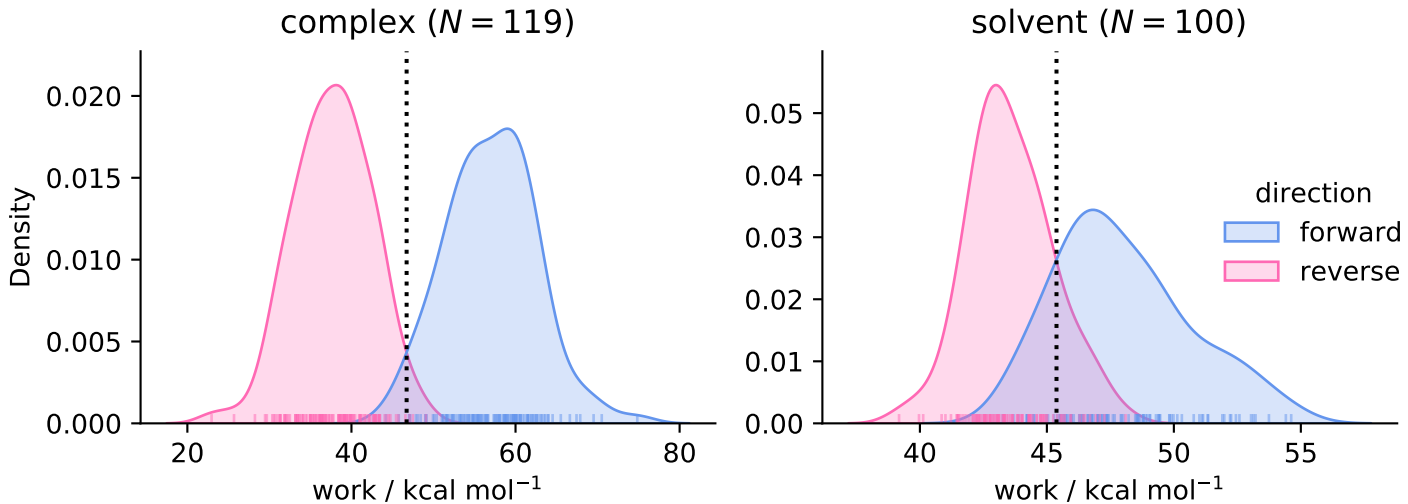 complex (N = 119)
Density
0.020
0.015
0.010
0.005
0.000
20 40 60 80
work / kcal mol⁻¹
solvent (N = 100)
0.05
0.04
0.03
0.02
0.01
0.00
40 45 50 55
work / kcal mol⁻¹
direction
forward
reverse